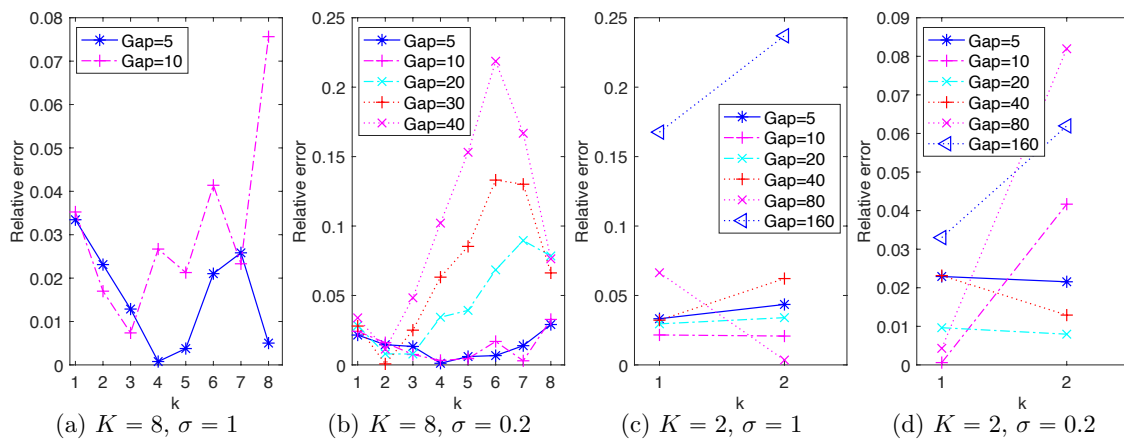 0.08
0.07
0.06
0.05
0.04
0.03
0.02
0.01
0
Relative error
Gap=5
Gap=10
1 2 3 4 5 6 7 8
k
(a) K = 8, σ = 1
0.25
0.2
0.15
0.1
0.05
0
Relative error
Gap=5
Gap=10
Gap=20
Gap=30
Gap=40
1 2 3 4 5 6 7 8
k
(b) K = 8, σ = 0.2
0.25
0.2
0.15
0.1
0.05
0
Relative error
Gap=5
Gap=10
Gap=20
Gap=40
Gap=80
Gap=160
1 2
k
(c) K = 2, σ = 1
0.09
0.08
0.07
0.06
0.05
0.04
0.03
0.02
0.01
0
Relative error
Gap=5
Gap=10
Gap=20
Gap=40
Gap=80
Gap=160
1 2
k
(d) K = 2, σ = 0.2